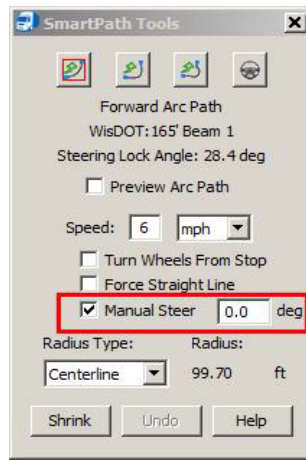 SmartPath Tools
Forward Arc Path
WisDOT:165' Beam 1
Steering Lock Angle: 28.4 deg
Preview Arc Path
Speed: 6 mph
Turn Wheels From Stop
Force Straight Line
Manual Steer 0.0 deg
Radius Type: Radius:
Centerline 99.70 ft
Shrink Undo Help